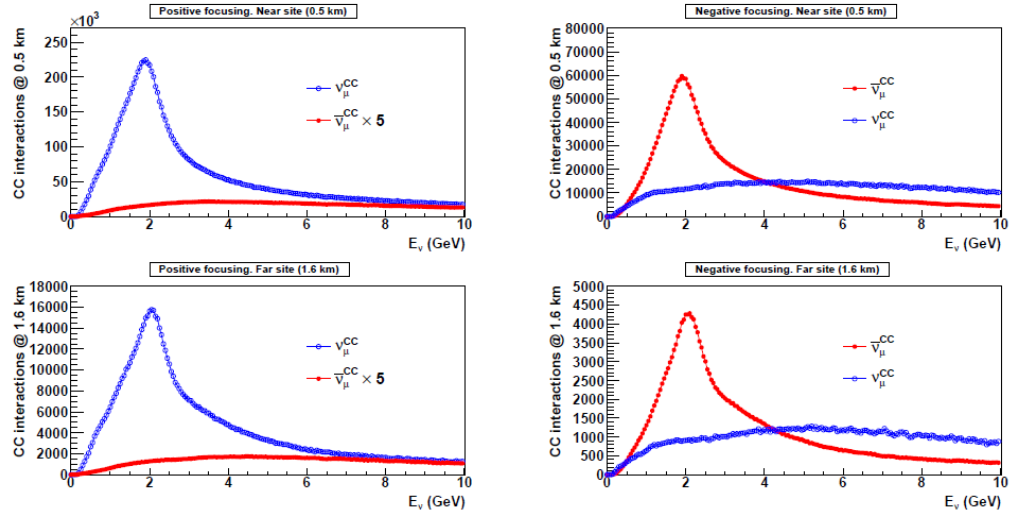 Positive focusing. Near site (0.5 km)
×10³
CC interactions @ 0.5 km
250
200
150
100
50
0
ν_μ^CC
ν̅_μ^CC × 5
0 2 4 6 8 10
E_ν (GeV)
Negative focusing. Near site (0.5 km)
CC interactions @ 0.5 km
80000
70000
60000
50000
40000
30000
20000
10000
0
ν̅_μ^CC
ν_μ^CC
0 2 4 6 8 10
E_ν (GeV)
Positive focusing. Far site (1.6 km)
CC interactions @ 1.6 km
18000
16000
14000
12000
10000
8000
6000
4000
2000
0
ν_μ^CC
ν̅_μ^CC × 5
0 2 4 6 8 10
E_ν (GeV)
Negative focusing. Far site (1.6 km)
CC interactions @ 1.6 km
5000
4500
4000
3500
3000
2500
2000
1500
1000
500
0
ν̅_μ^CC
ν_μ^CC
0 2 4 6 8 10
E_ν (GeV)